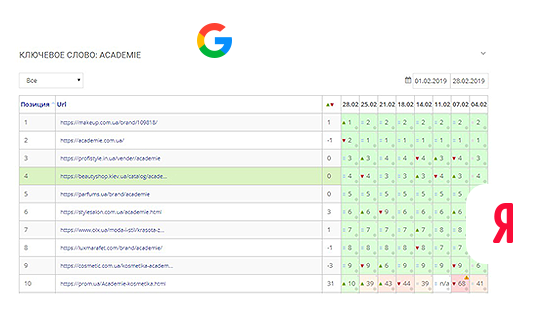 КЛЮЧЕВОЕ СЛОВО: ACADEMIE
Все 01.02.2019 28.02.2019
Позиция Url 28.02 25.02 21.02 18.02 14.02 11.02 07.02 04.02
1 https://makeup.com.ua/brand/109818/ 1 1 2 2 2 2 2 2 2
2 https://academie.com.ua/ -1 2 1 1 1 1 1 1 1
3 https://profistyle.in.ua/vender/academie 0 3 3 4 4 4 3 4 3
4 https://beautyshop.kiev.ua/catalog/acade... 0 4 4 3 3 3 4 3 4
5 https://parfums.ua/brand/academie 0 5 5 5 5 5 5 5
6 https://stylesalon.com.ua/academie.html 3 6 6 9 6 6 6 6
7 https://www.olx.ua/moda-i-stil/krasota-z... 1 7 7 7 7 7 8 8
8 https://luxmarafet.com/brand/academie/ -1 8 8 8 8 8 7 7
9 https://cosmetic.com.ua/kosmetika-academ... -3 9 9 6 9 9 9 9 6
10 https://prom.ua/Academie-kosmetika.html 31 10 39 43 44 39 n/a 68 41
Я